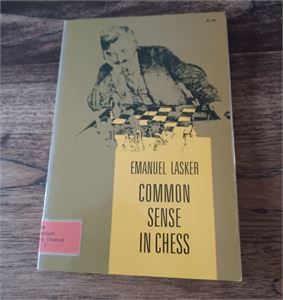 EMANUEL LASKER
COMMON
SENSE
IN CHESS